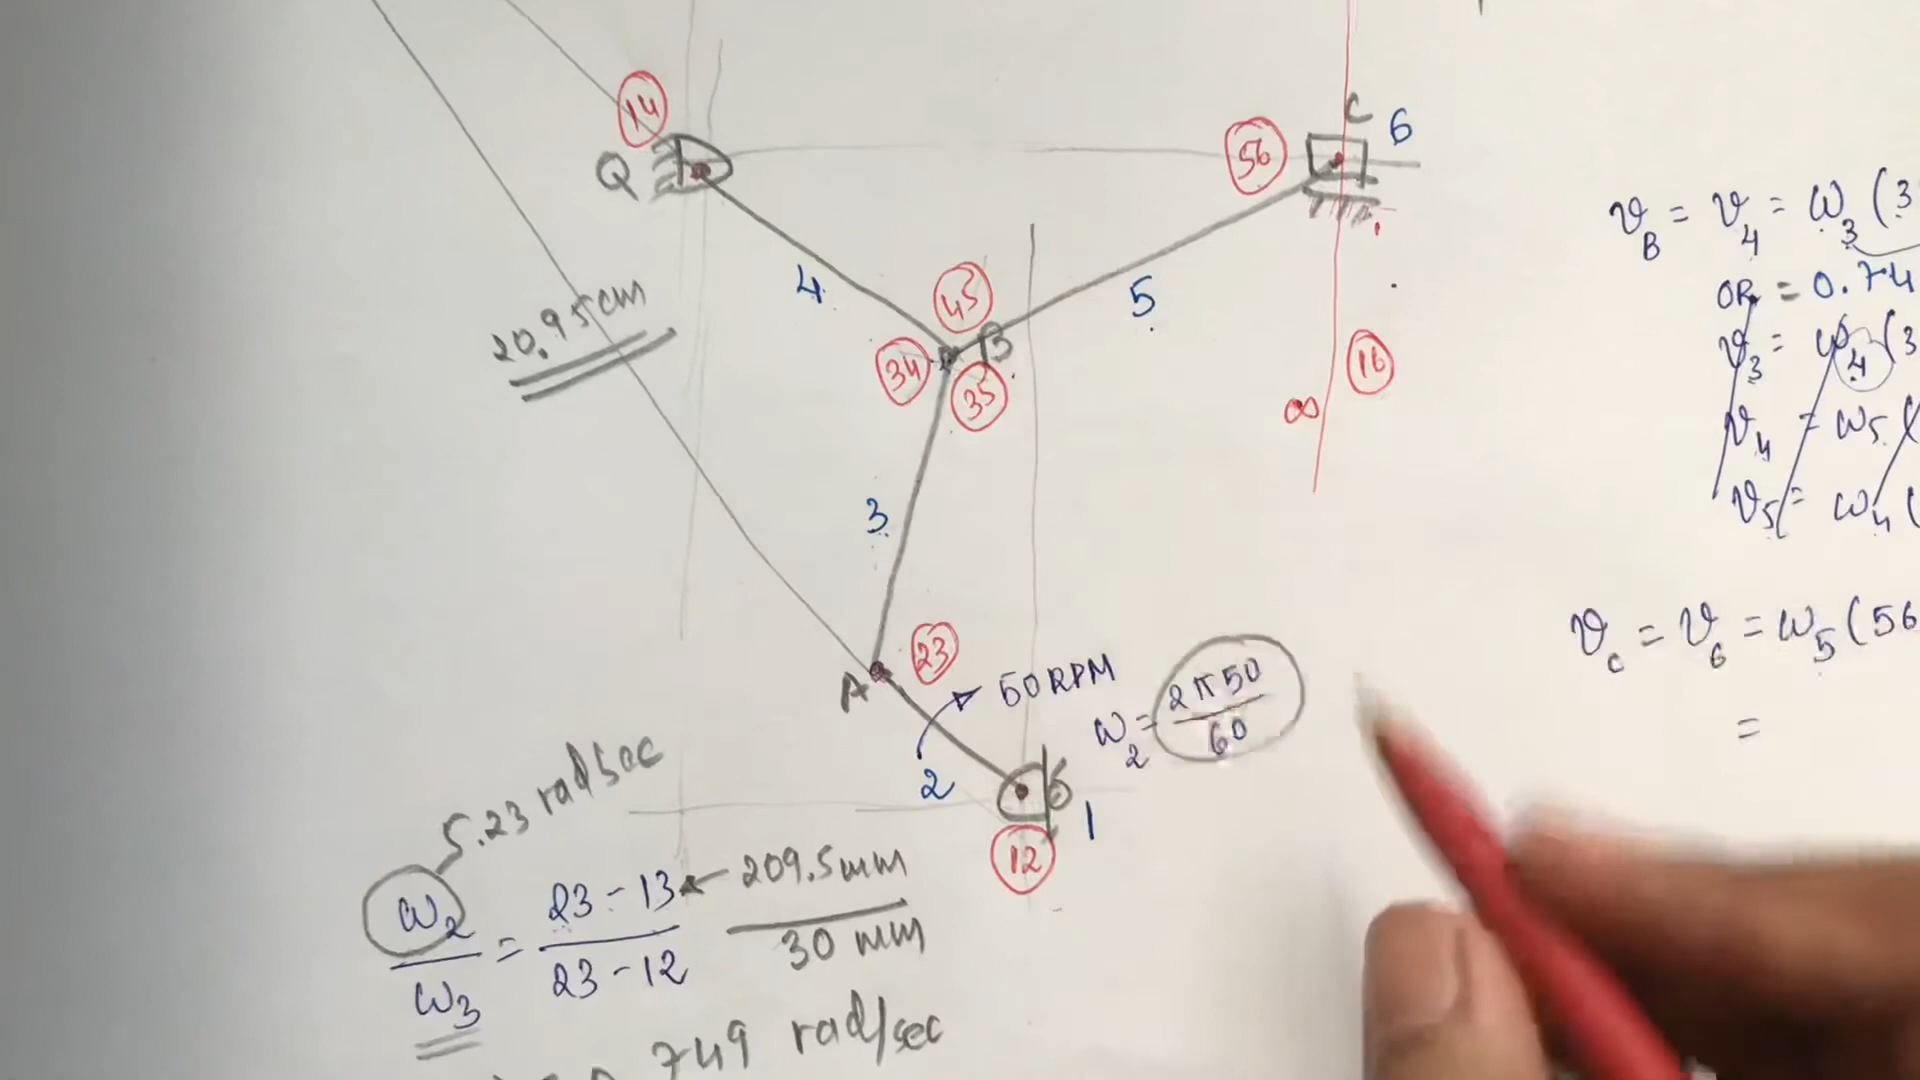 14
Q
C
6
56
4
5
45
B
34
35
20.95cm
16
∞
3
23
A
50 RPM
ω2 = 2π50/60
2
6
1
12
5.23 rad/sec
ω2/ω3 = 23-13/23-12
209.5mm/30 mm
749 rad/sec
vB = v4 = ω3 (3
OR = 0.74
v3 = ω4 (3
v4 = ω5 (
v5 = ω4 (
vc = v6 = ω5 (56
=